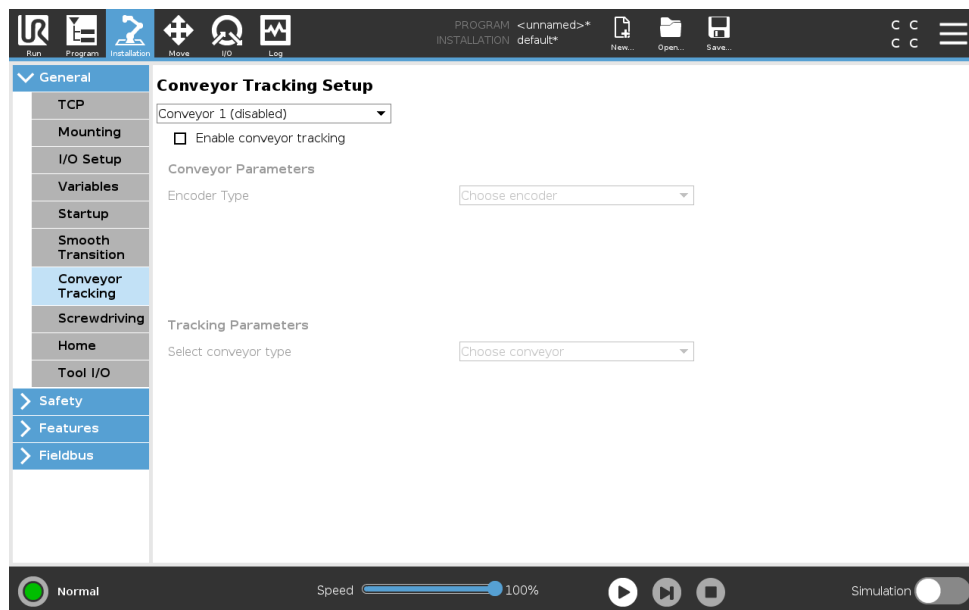 PROGRAM <unnamed>*
INSTALLATION default*
C C
C C
Run Program Installation Move I/O Log New... Open... Save...
General
TCP
Mounting
I/O Setup
Variables
Startup
Smooth
Transition
Conveyor
Tracking
Screwdriving
Home
Tool I/O
Safety
Features
Fieldbus
Conveyor Tracking Setup
Conveyor 1 (disabled)
Enable conveyor tracking
Conveyor Parameters
Encoder Type Choose encoder
Tracking Parameters
Select conveyor type Choose conveyor
Normal Speed 100% Simulation